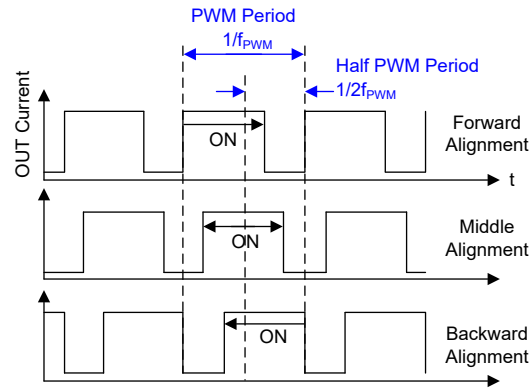 PWM Period
1/fPWM
Half PWM Period
1/2fPWM
OUT Current
ON
Forward
Alignment
t
ON
Middle
Alignment
ON
Backward
Alignment